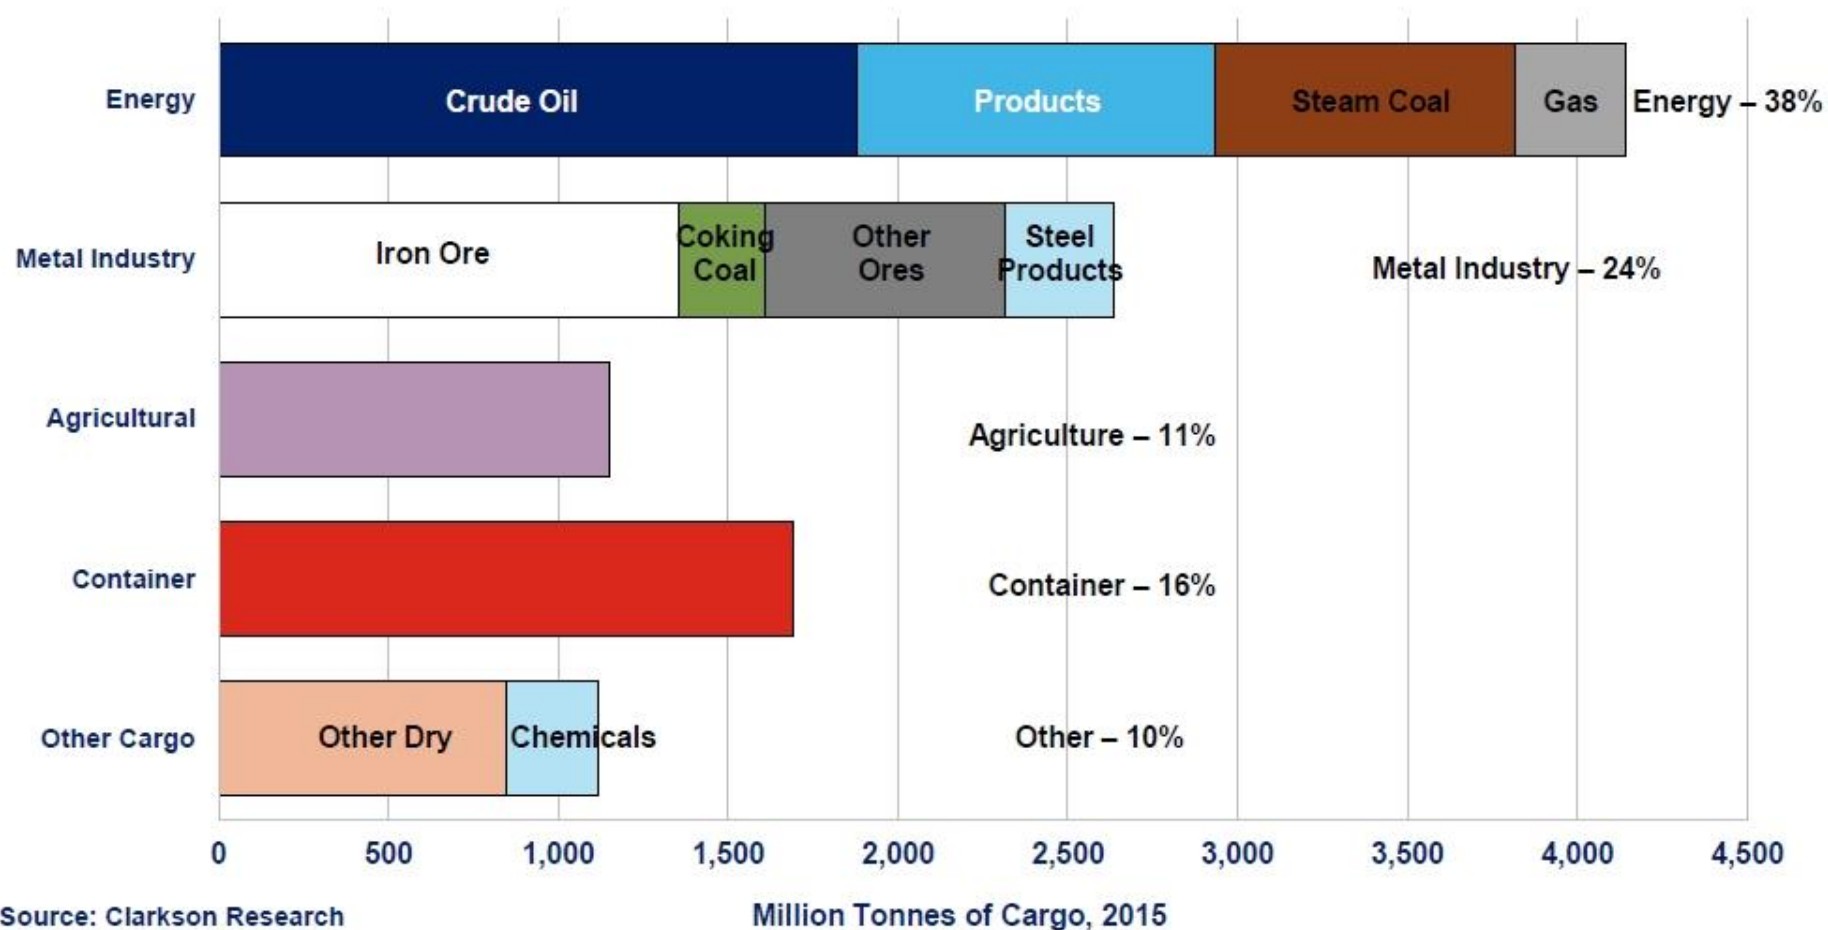 Energy
Crude Oil
Products
Steam Coal
Gas
Energy – 38%
Metal Industry
Iron Ore
Coking
Coal
Other
Ores
Steel
Products
Metal Industry – 24%
Agricultural
Agriculture – 11%
Container
Container – 16%
Other Cargo
Other Dry
Chemicals
Other – 10%
0 500 1,000 1,500 2,000 2,500 3,000 3,500 4,000 4,500
Source: Clarkson Research
Million Tonnes of Cargo, 2015